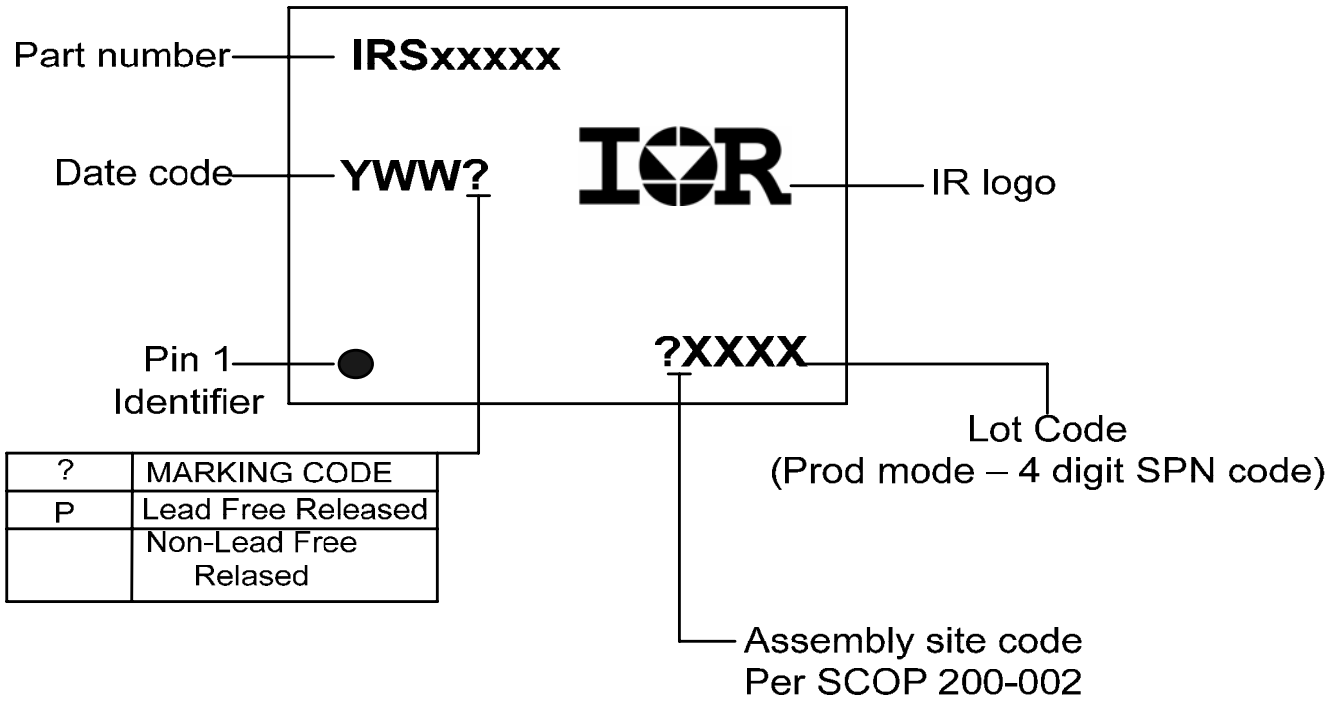 Part number
IRSxxxxx
Date code
YWW?
IOR
IR logo
Pin 1
Identifier
?XXXX
Lot Code
(Prod mode – 4 digit SPN code)
? MARKING CODE
P Lead Free Released
Non-Lead Free
Relased
Assembly site code
Per SCOP 200-002